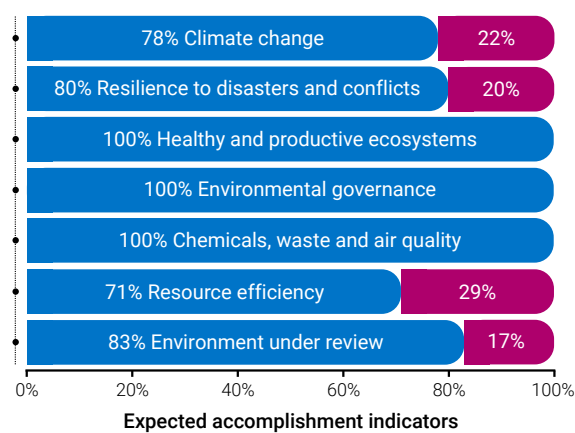 78% Climate change 22%
80% Resilience to disasters and conflicts 20%
100% Healthy and productive ecosystems
100% Environmental governance
100% Chemicals, waste and air quality
71% Resource efficiency 29%
83% Environment under review 17%
0% 20% 40% 60% 80% 100%
Expected accomplishment indicators